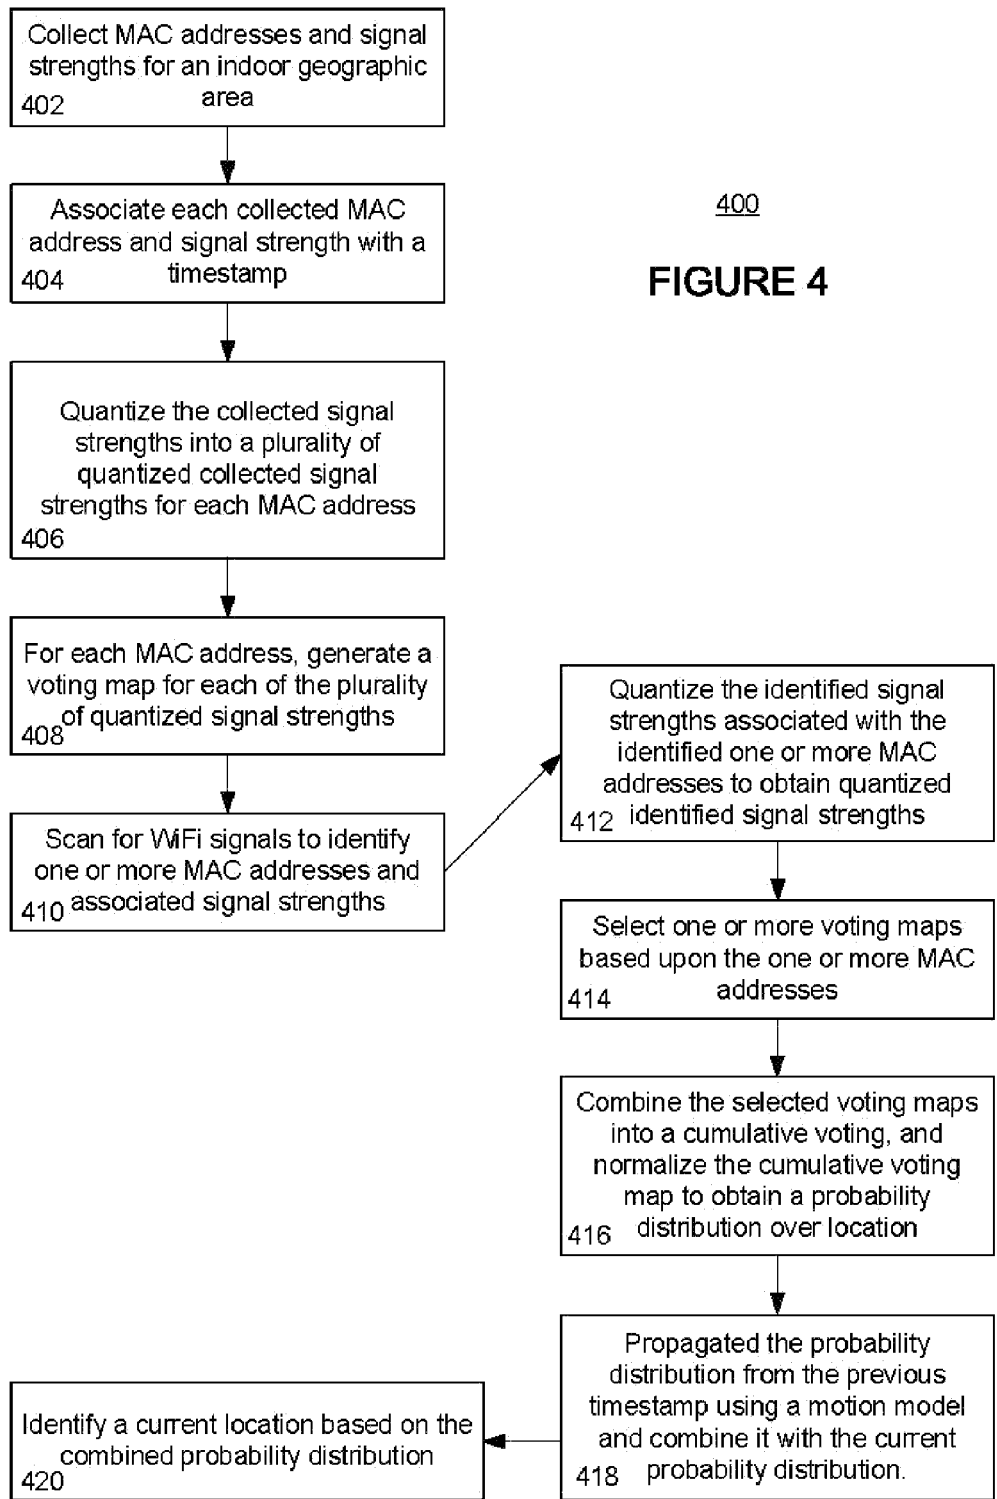 Collect MAC addresses and signal
strengths for an indoor geographic
area
402
Associate each collected MAC
address and signal strength with a
timestamp
404
400
FIGURE 4
Quantize the collected signal
strengths into a plurality of
quantized collected signal
strengths for each MAC address
406
For each MAC address, generate a
voting map for each of the plurality
of quantized signal strengths
408
Scan for WiFi signals to identify
one or more MAC addresses and
associated signal strengths
410
Quantize the identified signal
strengths associated with the
identified one or more MAC
addresses to obtain quantized
identified signal strengths
412
Select one or more voting maps
based upon the one or more MAC
addresses
414
Combine the selected voting maps
into a cumulative voting, and
normalize the cumulative voting
map to obtain a probability
distribution over location
416
Propagated the probability
distribution from the previous
timestamp using a motion model
and combine it with the current
probability distribution.
418
Identify a current location based on the
combined probability distribution
420